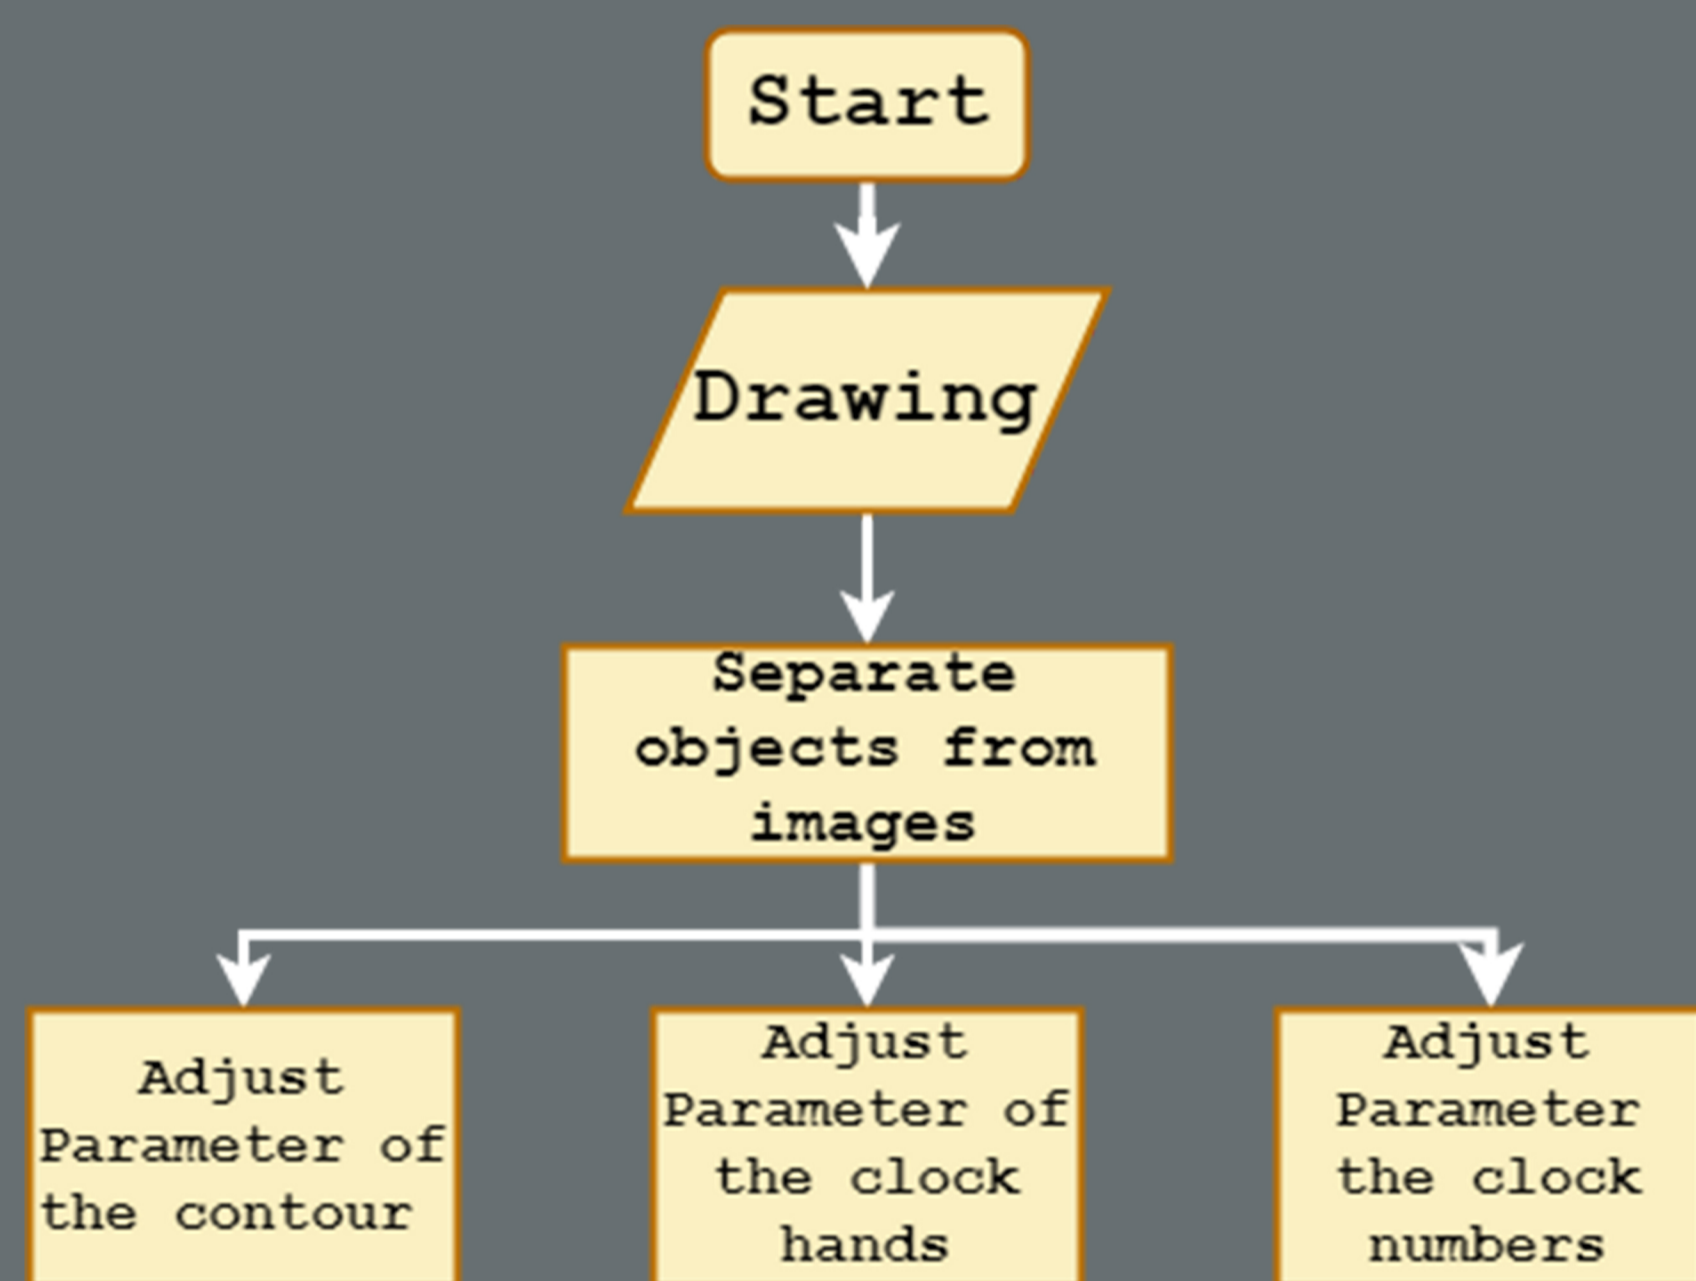 Start
Drawing
Separate
objects from
images
Adjust
Parameter of
the contour
Adjust
Parameter of
the clock
hands
Adjust
Parameter
the clock
numbers